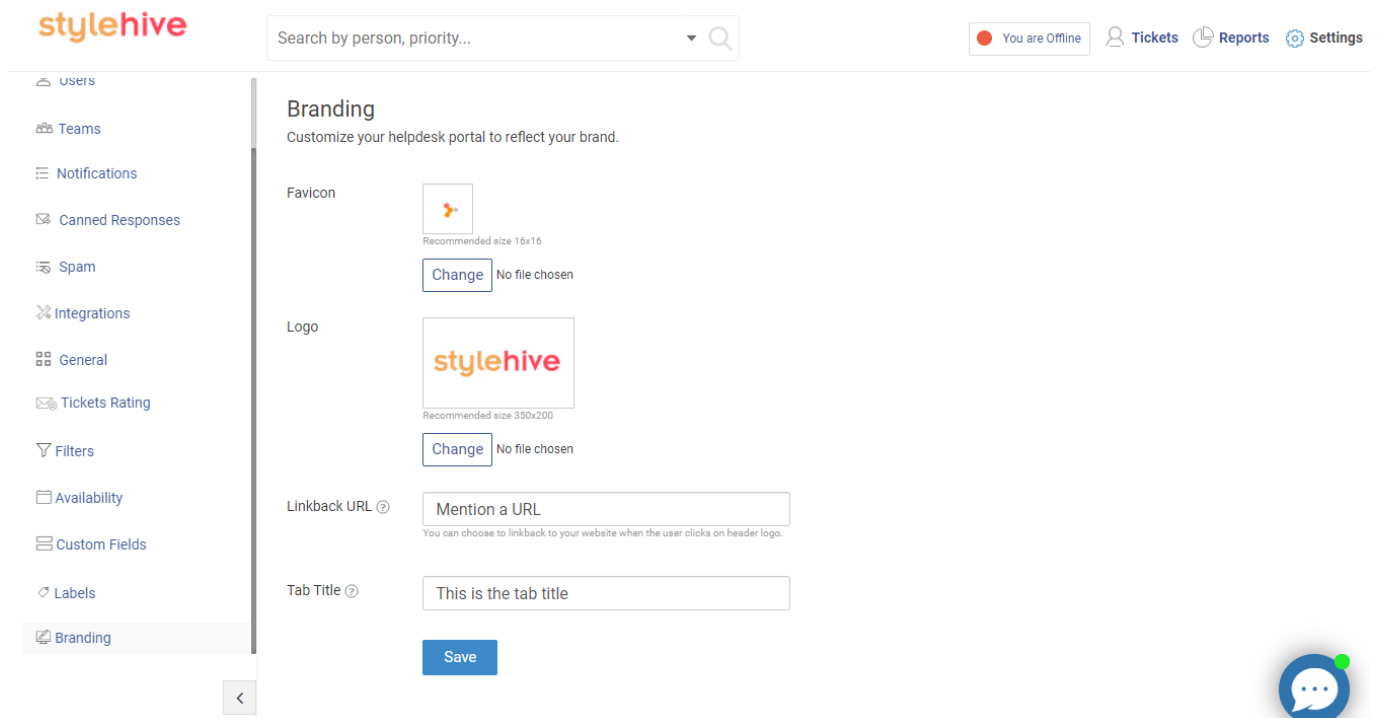 stylehive
Search by person, priority...
You are Offline
Tickets
Reports
Settings
Users
Teams
Notifications
Canned Responses
Spam
Integrations
General
Tickets Rating
Filters
Availability
Custom Fields
Labels
Branding
Branding
Customize your helpdesk portal to reflect your brand.
Favicon
Recommended size 16x16
Change No file chosen
Logo
stylehive
Recommended size 350x200
Change No file chosen
Linkback URL ?
Mention a URL
You can choose to linkback to your website when the user clicks on header logo.
Tab Title ?
This is the tab title
Save